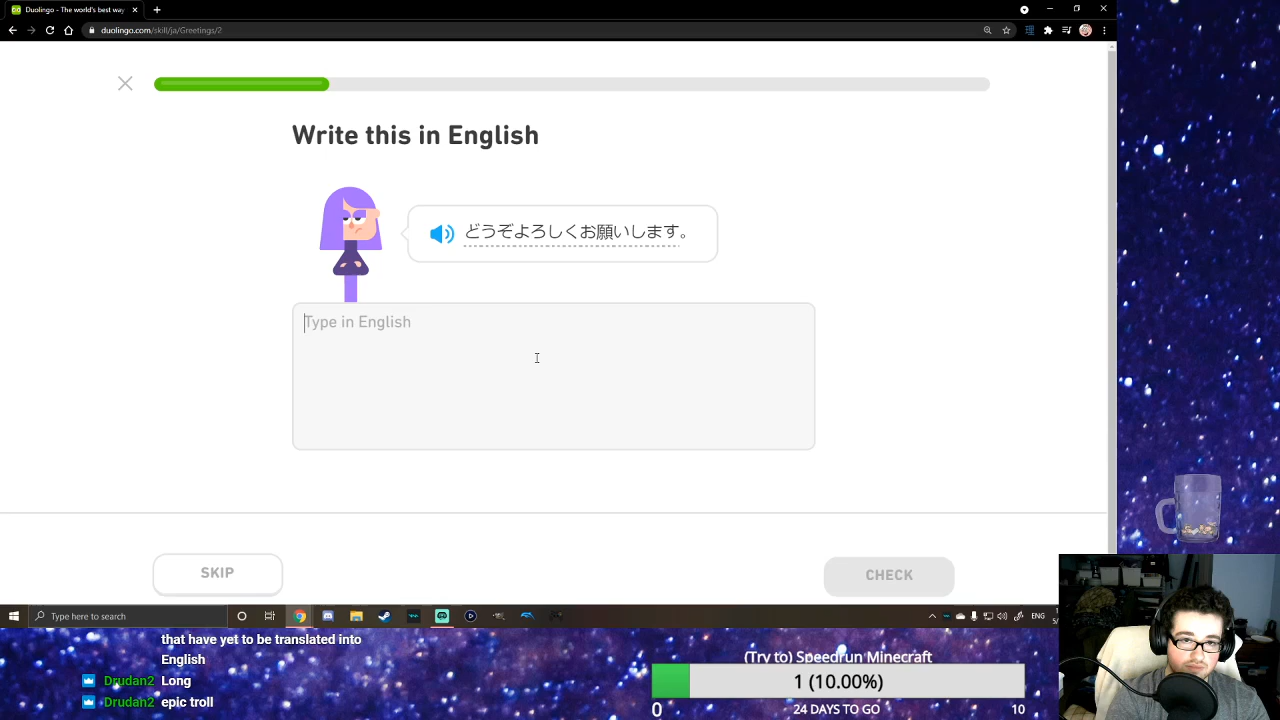 Duolingo - The world's best way
duolingo.com/skill/ja/Greetings/2
Write this in English
どうぞよろしくお願いします。
Type in English
SKIP
CHECK
Type here to search
ENG
that have yet to be translated into
English
Drudan2 Long
Drudan2 epic troll
(Try to) Speedrun Minecraft
1 (10.00%)
0
24 DAYS TO GO
10